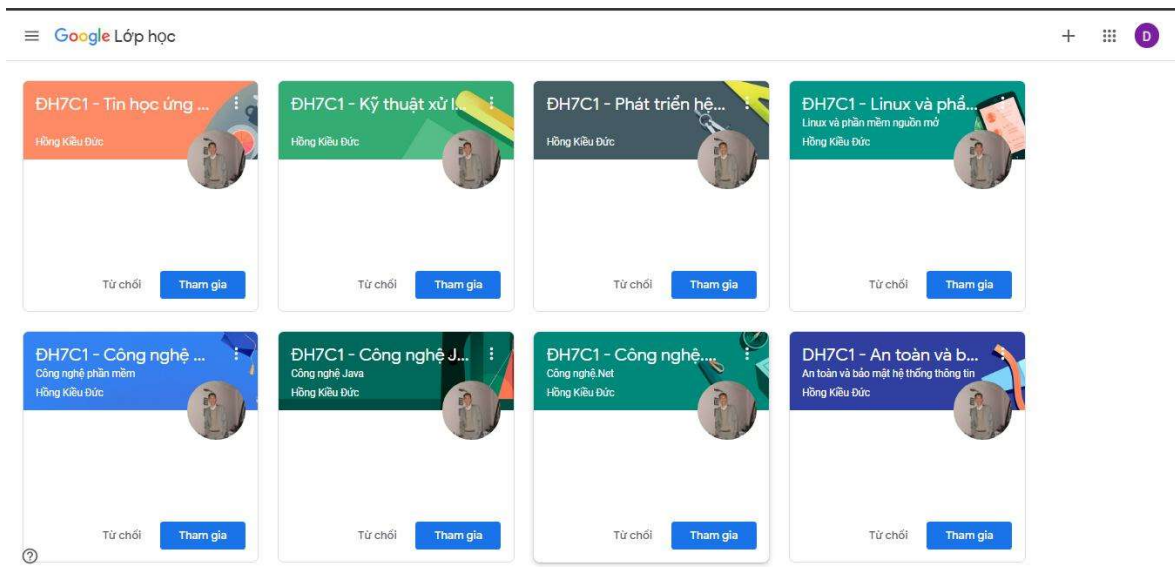 Google Lớp học
D
ĐH7C1 - Tin học ứng ...
Hồng Kiều Đức
Từ chối
Tham gia
ĐH7C1 - Kỹ thuật xử l...
Hồng Kiều Đức
Từ chối
Tham gia
ĐH7C1 - Phát triển hệ...
Hồng Kiều Đức
Từ chối
Tham gia
ĐH7C1 - Linux và phầ...
Linux và phần mềm nguồn mở
Hồng Kiều Đức
Từ chối
Tham gia
ĐH7C1 - Công nghệ ...
Công nghệ phần mềm
Hồng Kiều Đức
Từ chối
Tham gia
ĐH7C1 - Công nghệ J...
Công nghệ Java
Hồng Kiều Đức
Từ chối
Tham gia
ĐH7C1 - Công nghệ....
Công nghệ.Net
Hồng Kiều Đức
Từ chối
Tham gia
DH7C1 - An toàn và b...
An toàn và bảo mật hệ thống thông tin
Hồng Kiều Đức
Từ chối
Tham gia